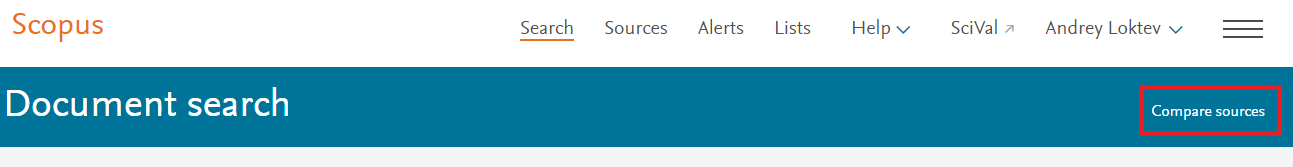 Scopus
Search Sources Alerts Lists Help SciVal Andrey Loktev
Document search
Compare sources